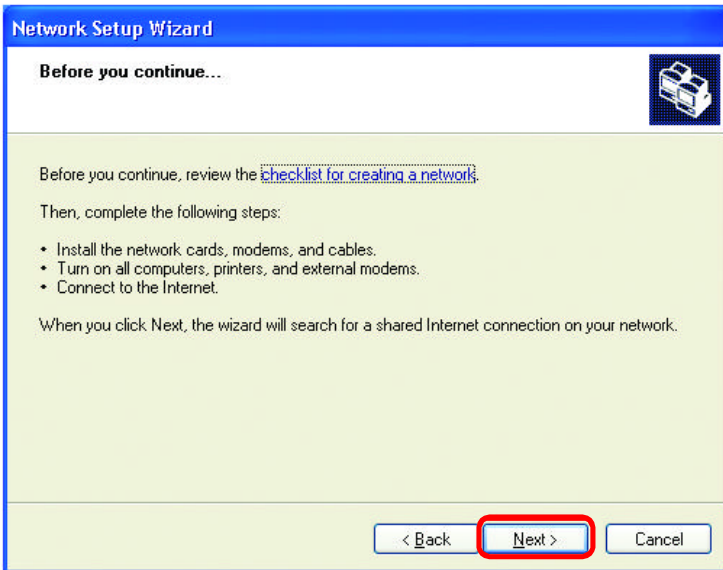 Network Setup Wizard
Before you continue...
Before you continue, review the checklist for creating a network.
Then, complete the following steps:
• Install the network cards, modems, and cables.
• Turn on all computers, printers, and external modems.
• Connect to the Internet.
When you click Next, the wizard will search for a shared Internet connection on your network.
< Back Next > Cancel